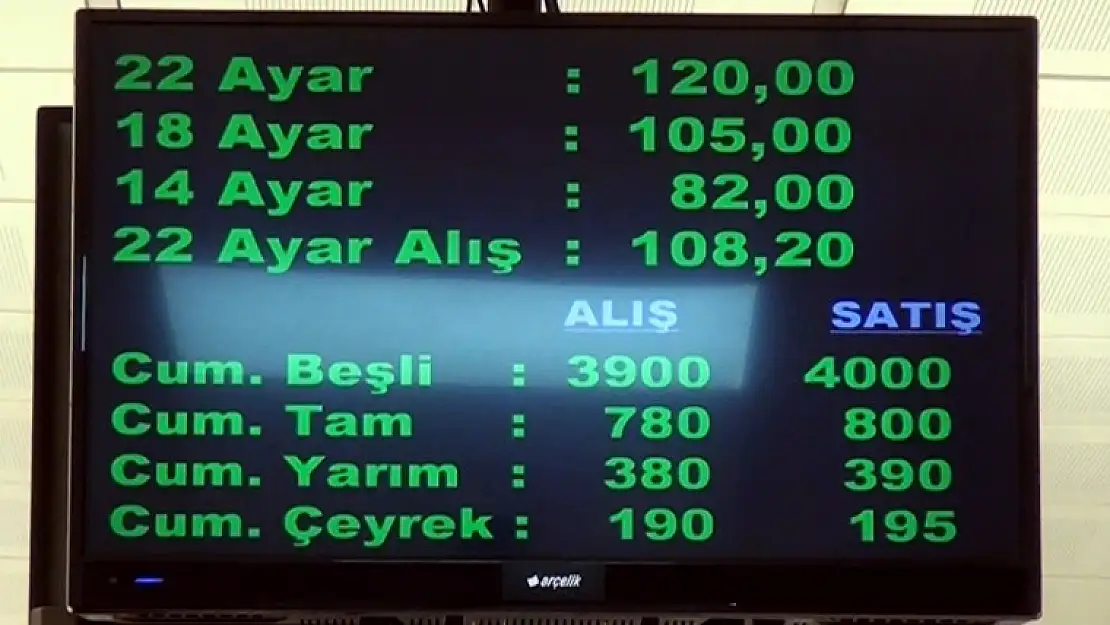 22 Ayar : 120,00
18 Ayar : 105,00
14 Ayar : 82,00
22 Ayar Alış : 108,20
ALIŞ SATIŞ
Cum. Beşli : 3900 4000
Cum. Tam : 780 800
Cum. Yarım : 380 390
Cum. Çeyrek : 190 195
arçelik